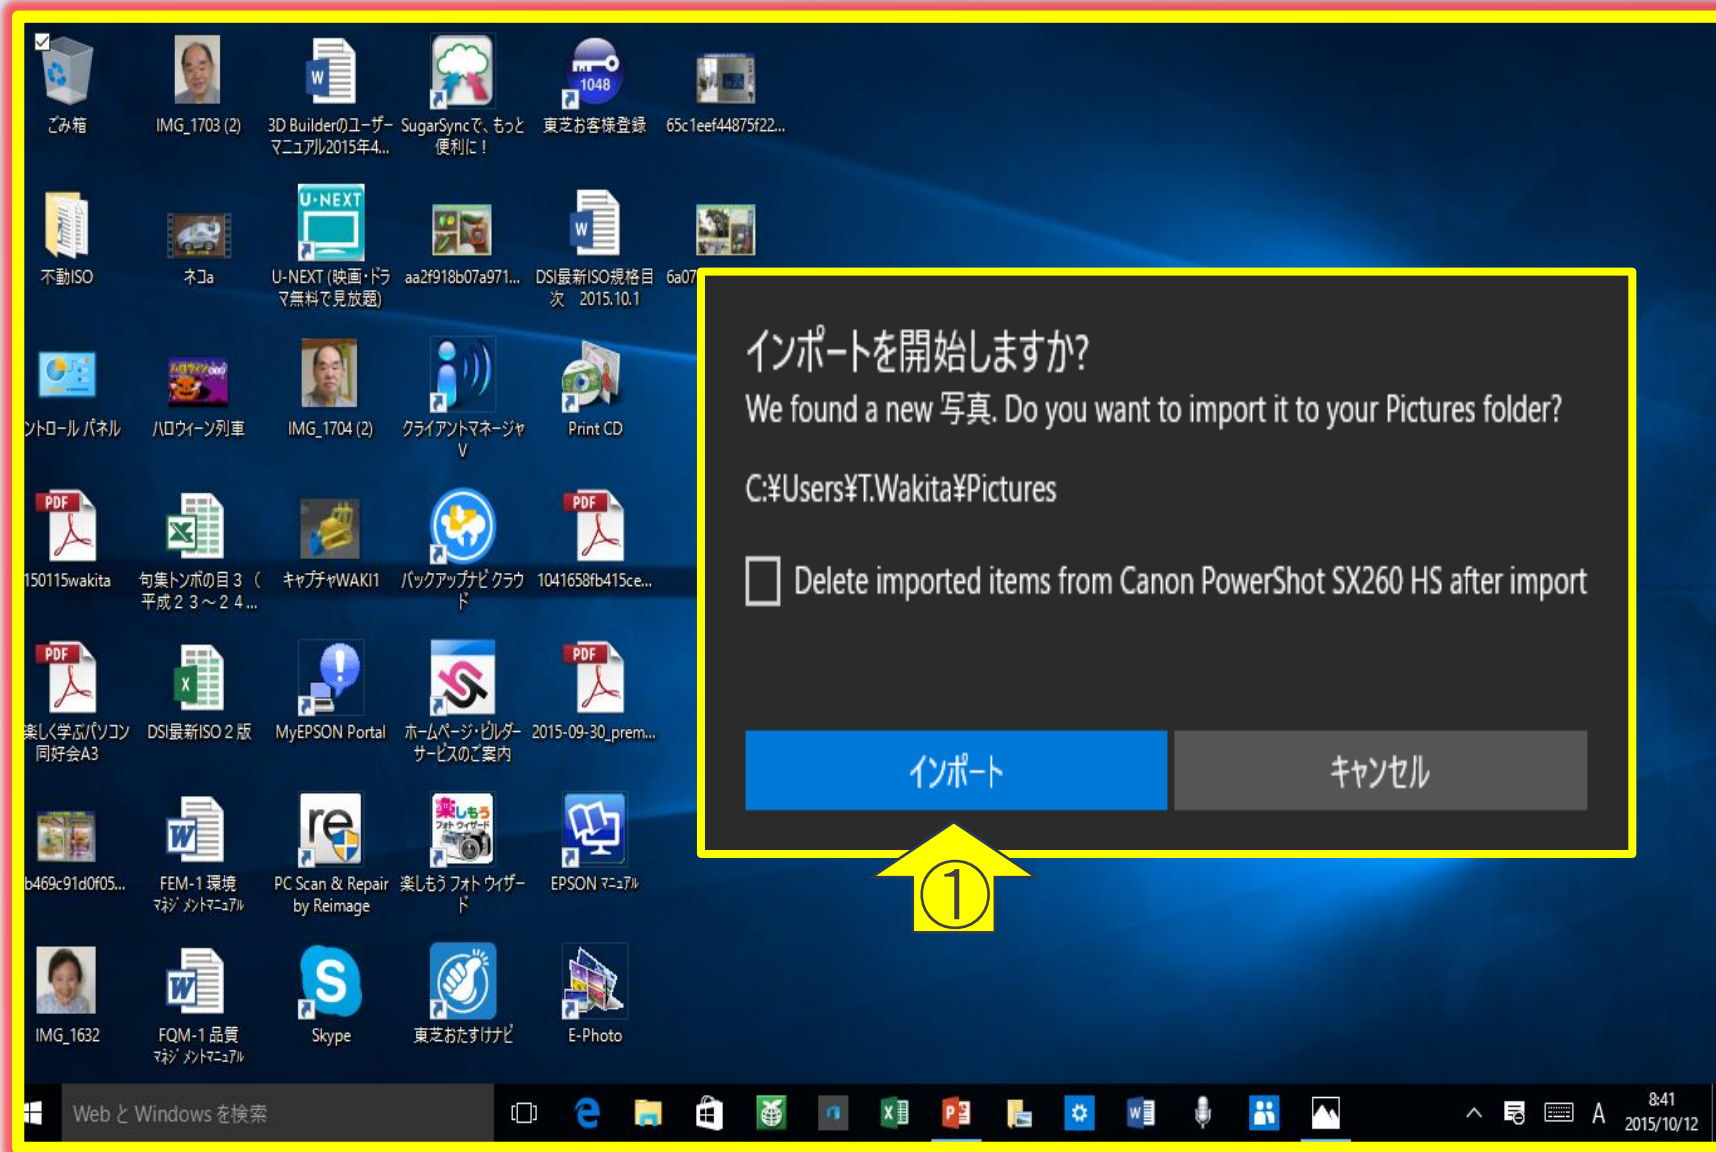 ごみ箱
IMG_1703 (2)
3D Builderのユーザー
マニュアル2015年4...
SugarSyncで、もっと
便利に！
1048
東芝お客様登録
65c1eef44875f22...
不動ISO
ネコa
U-NEXT
U-NEXT (映画・ドラ
マ無料で見放題)
aa2f918b07a971...
DSI最新ISO規格目
次　2015.10.1
6a07
ントロール パネル
ハロウィーン列車
IMG_1704 (2)
クライアントマネージャ
V
Print CD
PDF
150115wakita
句集トンボの目３（
平成２３～２４...
キャプチャWAKI1
バックアップナビ クラウ
ド
PDF
1041658fb415ce...
PDF
楽しく学ぶパソコン
同好会A3
DSI最新ISO２版
MyEPSON Portal
ホームページ・ビルダー
サービスのご案内
PDF
2015-09-30_prem...
b469c91d0f05...
FEM-1 環境
ﾏﾈｼﾞﾒﾝﾄﾏﾆｭｱﾙ
re
PC Scan & Repair
by Reimage
楽しもう
フォト ウィザード
楽しもう フォト ウィザー
ド
EPSON ﾏﾆｭｱﾙ
IMG_1632
FQM-1 品質
ﾏﾈｼﾞﾒﾝﾄﾏﾆｭｱﾙ
Skype
東芝おたすけナビ
E-Photo
インポートを開始しますか?
We found a new 写真. Do you want to import it to your Pictures folder?
C:¥Users¥T.Wakita¥Pictures
Delete imported items from Canon PowerShot SX260 HS after import
インポート
キャンセル
①
Web と Windows を検索
A
8:41
2015/10/12